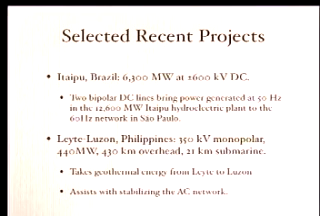 Selected Recent Projects
• Itaipu, Brazil: 6,300 MW at ±600 kV DC.
• Two bipolar DC lines bring power generated at 50 Hz
in the 12,600 MW Itaipu hydroelectric plant to the
60Hz network in São Paulo.
• Leyte-Luzon, Philippines: 350 kV monopolar,
440MW, 430 km overhead, 21 km submarine.
• Takes geothermal energy from Leyte to Luzon
• Assists with stabilizing the AC network.